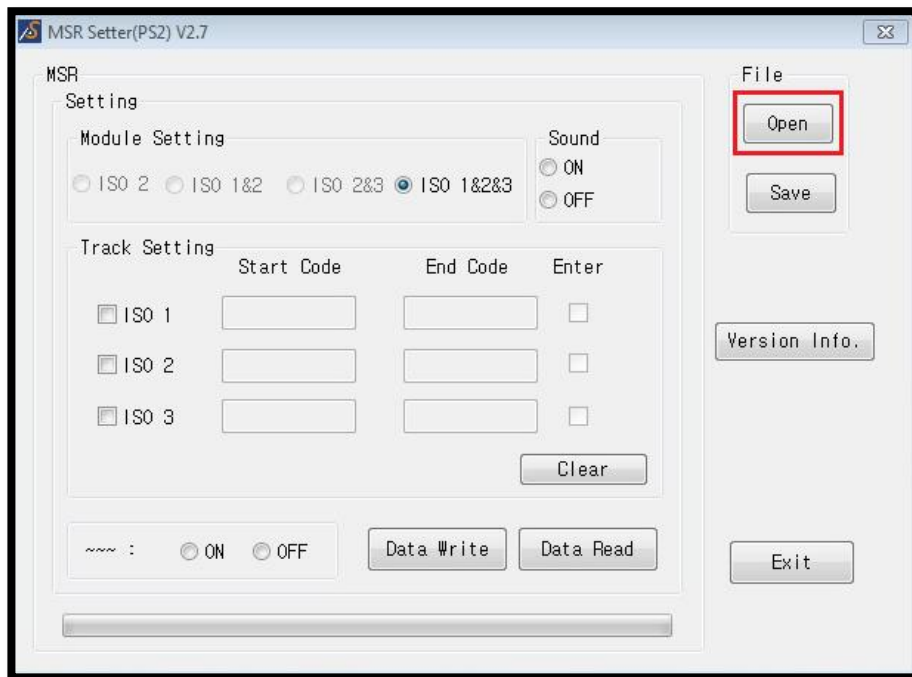 MSR Setter(PS2) V2.7
MSR
Setting
Module Setting
ISO 2 ISO 1&2 ISO 2&3 ISO 1&2&3
Sound
ON
OFF
Track Setting
Start Code End Code Enter
ISO 1
ISO 2
ISO 3
Clear
~~~ : ON OFF Data Write Data Read
File
Open
Save
Version Info.
Exit